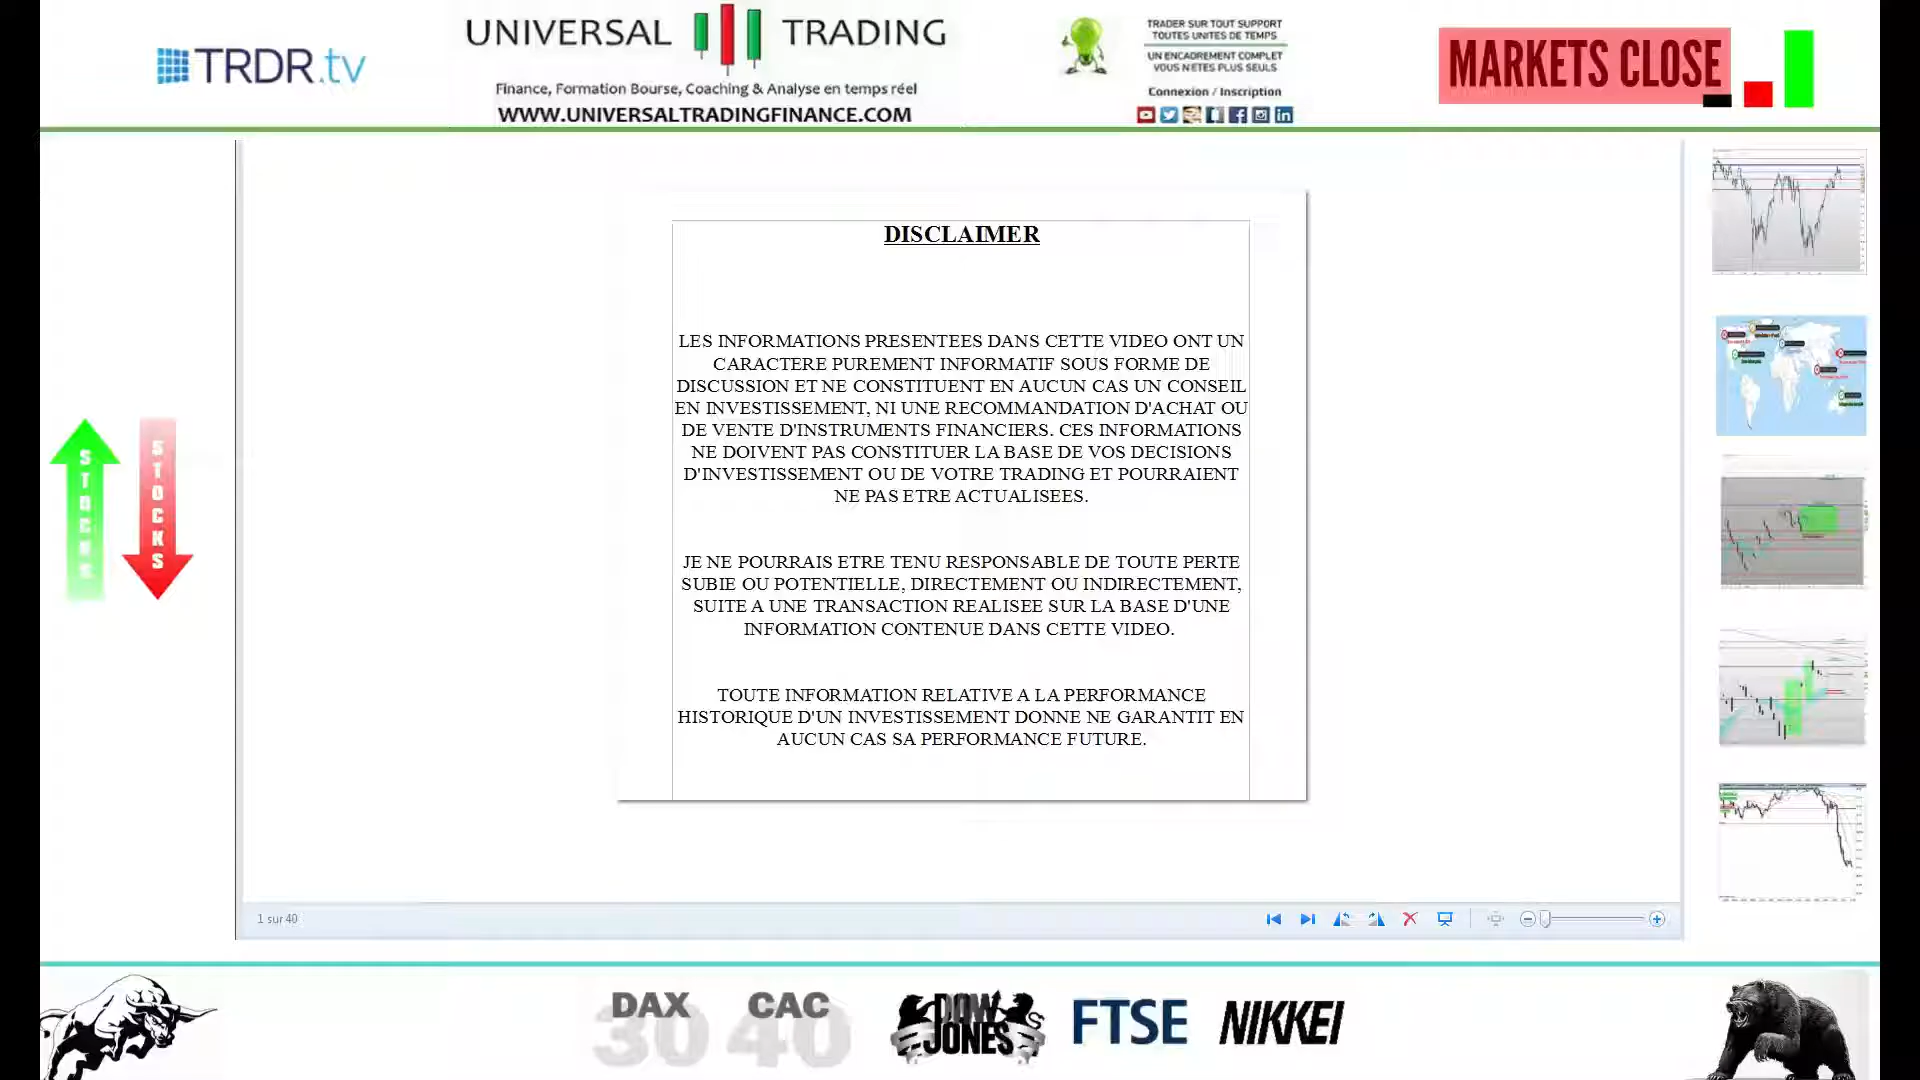 TRDR.tv
UNIVERSAL TRADING
Finance, Formation Bourse, Coaching & Analyse en temps réel
WWW.UNIVERSALTRADINGFINANCE.COM
TRADER SUR TOUT SUPPORT
TOUTES UNITES DE TEMPS
UN ENCADREMENT COMPLET
VOUS N'ETES PLUS SEULS
Connexion / Inscription
MARKETS CLOSE
STOCKS
STOCKS
DISCLAIMER
LES INFORMATIONS PRESENTEES DANS CETTE VIDEO ONT UN
CARACTERE PUREMENT INFORMATIF SOUS FORME DE
DISCUSSION ET NE CONSTITUENT EN AUCUN CAS UN CONSEIL
EN INVESTISSEMENT, NI UNE RECOMMANDATION D'ACHAT OU
DE VENTE D'INSTRUMENTS FINANCIERS. CES INFORMATIONS
NE DOIVENT PAS CONSTITUER LA BASE DE VOS DECISIONS
D'INVESTISSEMENT OU DE VOTRE TRADING ET POURRAIENT
NE PAS ETRE ACTUALISEES.
JE NE POURRAIS ETRE TENU RESPONSABLE DE TOUTE PERTE
SUBIE OU POTENTIELLE, DIRECTEMENT OU INDIRECTEMENT,
SUITE A UNE TRANSACTION REALISEE SUR LA BASE D'UNE
INFORMATION CONTENUE DANS CETTE VIDEO.
TOUTE INFORMATION RELATIVE A LA PERFORMANCE
HISTORIQUE D'UN INVESTISSEMENT DONNE NE GARANTIT EN
AUCUN CAS SA PERFORMANCE FUTURE.
1 sur 40
DAX 30
CAC 40
DOW JONES
FTSE
NIKKEI